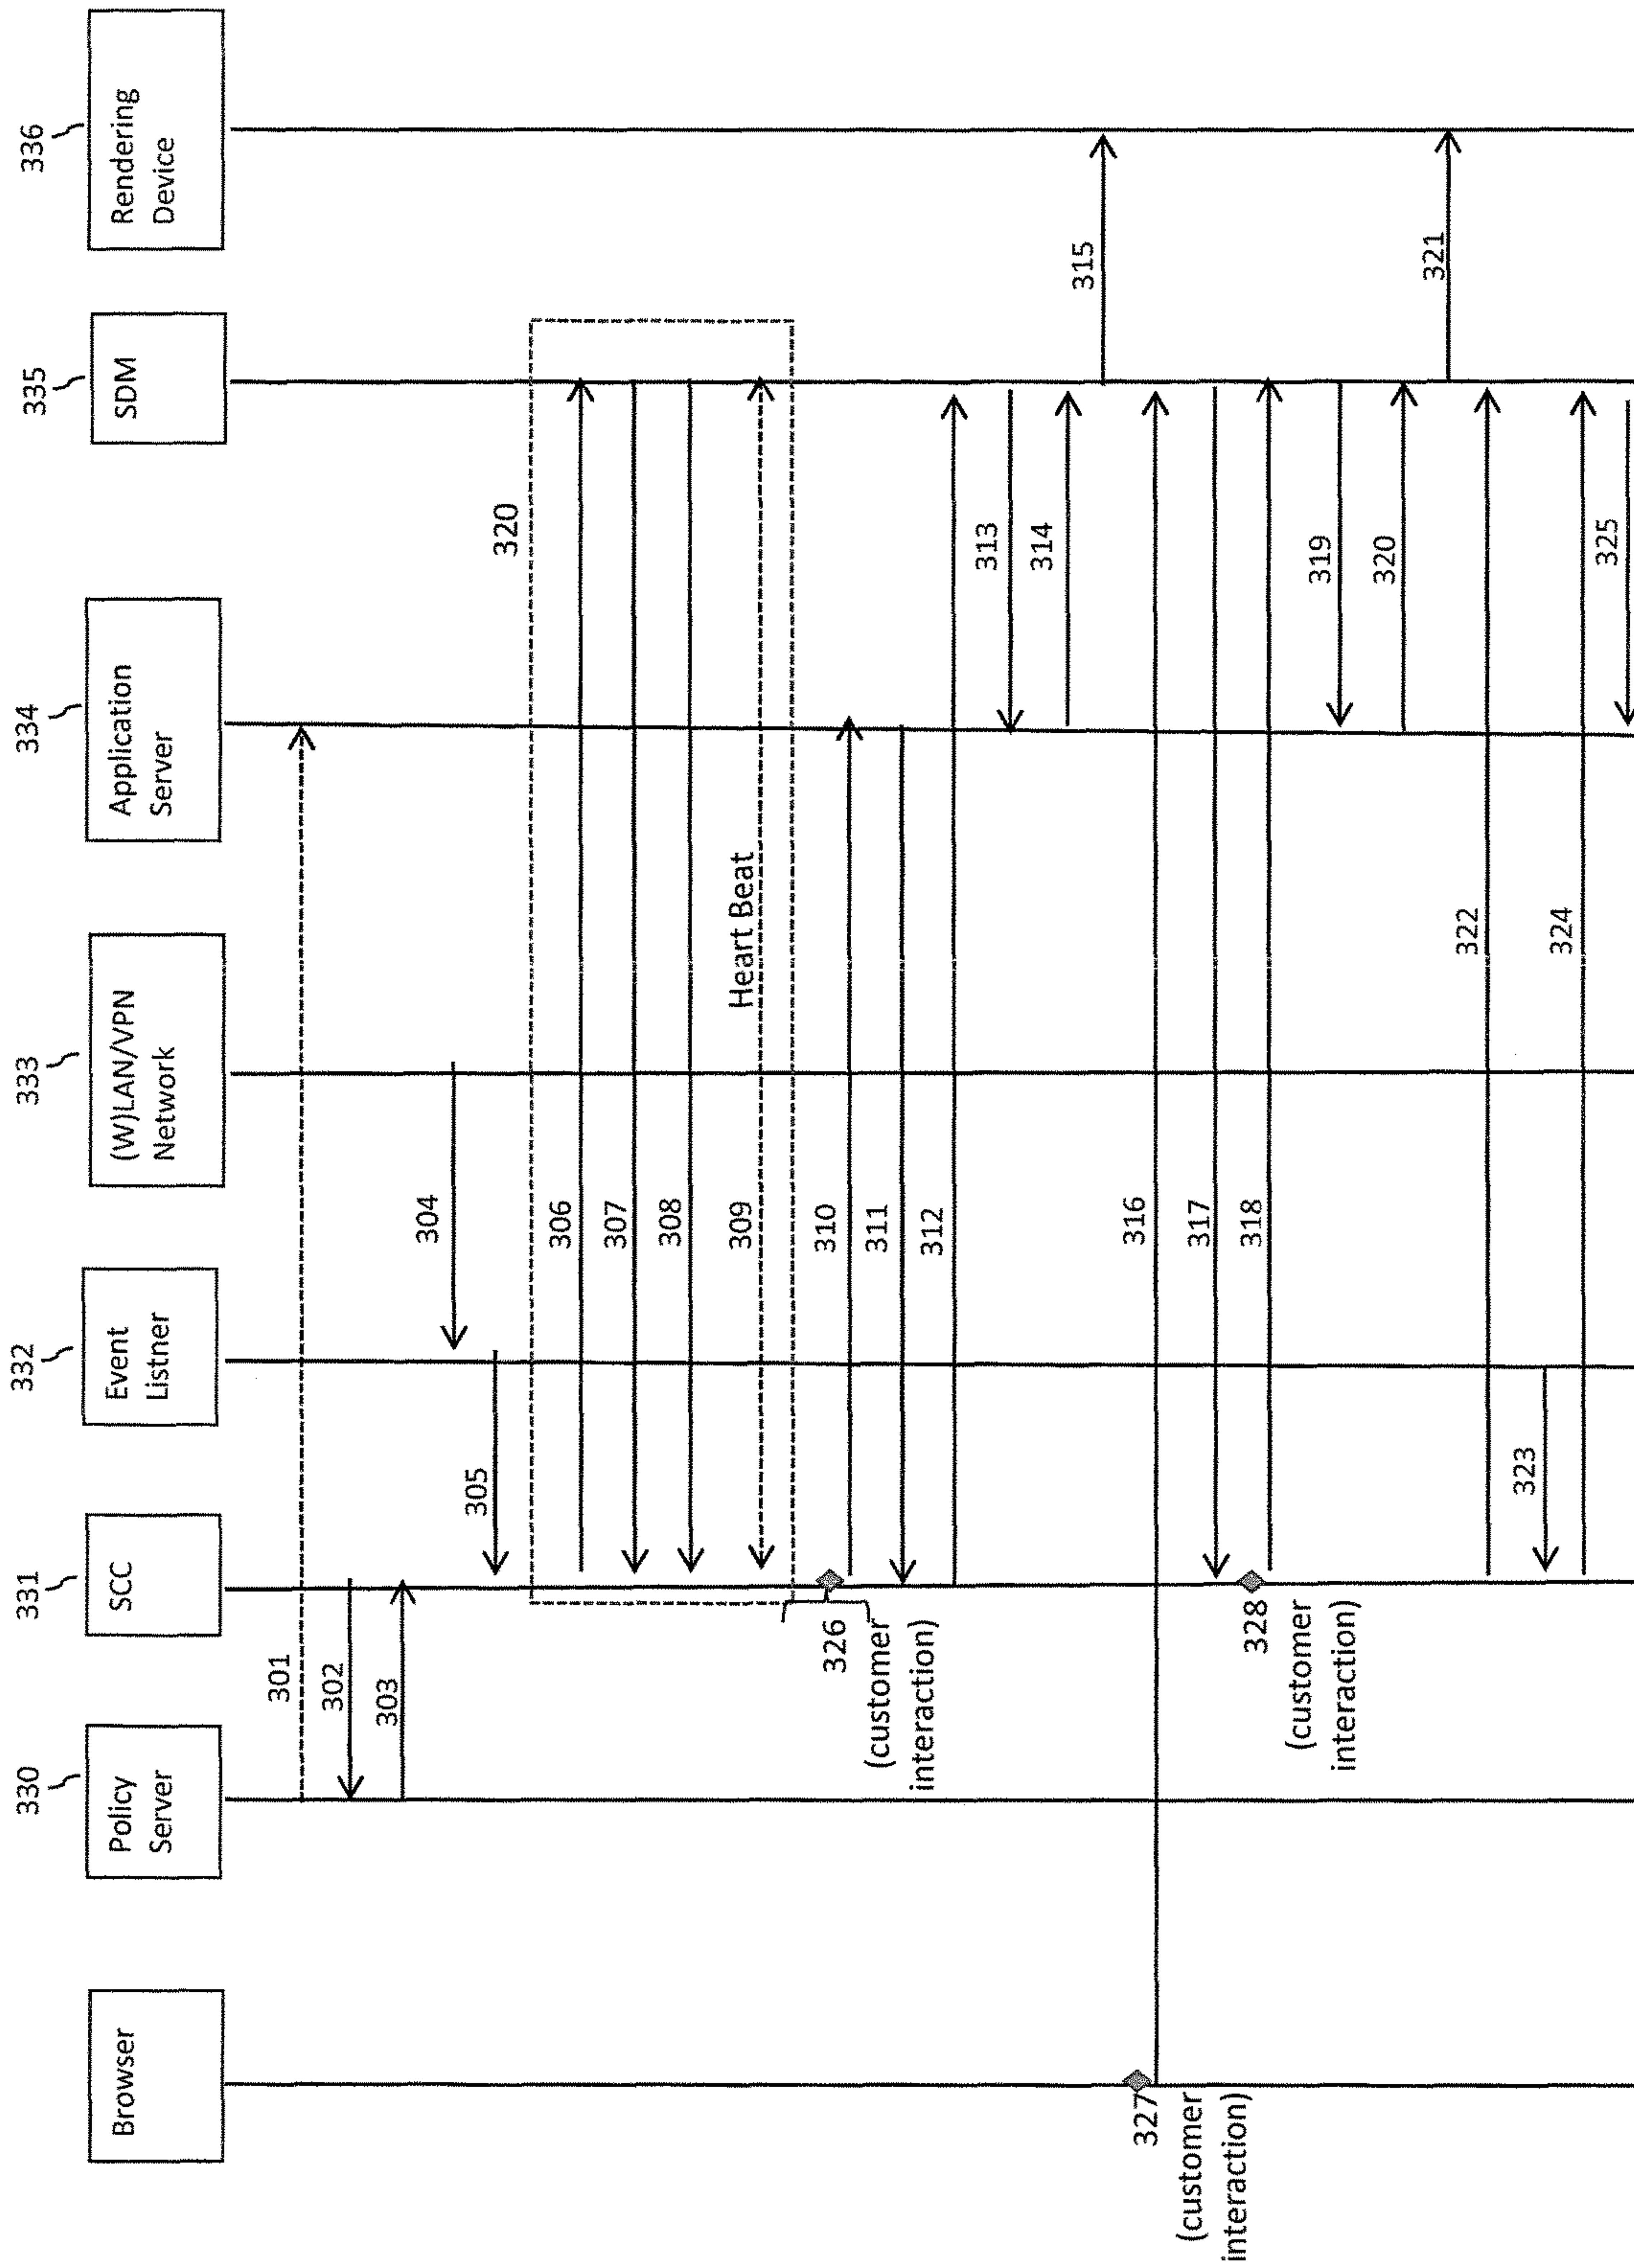 330
331
332
333
334
335
336
Browser
Policy
Server
SCC
Event
Listner
(W)LAN/VPN
Network
Application
Server
SDM
Rendering
Device
301
302
303
304
305
320
306
307
308
309
Heart Beat
310
326
(customer
interaction)
311
312
313
314
315
316
327
(customer
interaction)
317
318
328
(customer
interaction)
319
320
321
322
323
324
325